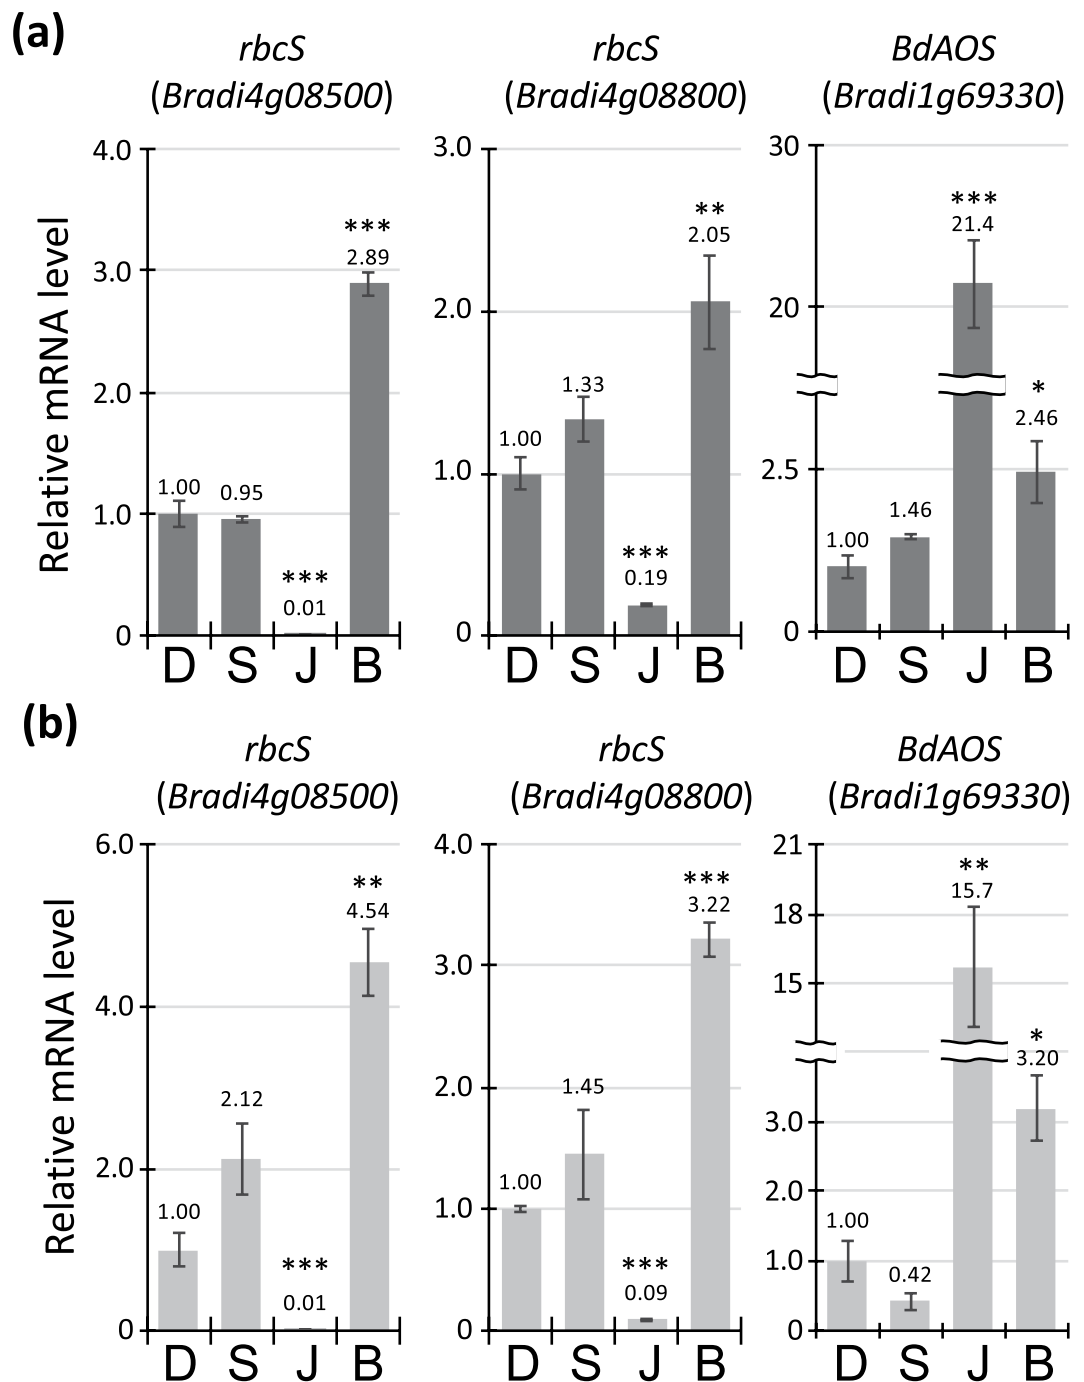 (a)
rbcS
(Bradi4g08500)
rbcS
(Bradi4g08800)
BdAOS
(Bradi1g69330)
Relative mRNA level
4.0
3.0
2.0
1.0
0
1.00
0.95
***
0.01
***
2.89
D S J B
3.0
2.0
1.0
0
1.00
1.33
***
0.19
**
2.05
D S J B
30
20
2.5
0
1.00
1.46
***
21.4
*
2.46
D S J B
(b)
rbcS
(Bradi4g08500)
rbcS
(Bradi4g08800)
BdAOS
(Bradi1g69330)
Relative mRNA level
6.0
4.0
2.0
0
1.00
2.12
***
0.01
**
4.54
D S J B
4.0
3.0
2.0
1.0
0
1.00
1.45
***
0.09
***
3.22
D S J B
21
18
15
3.0
2.0
1.0
0
1.00
0.42
**
15.7
*
3.20
D S J B